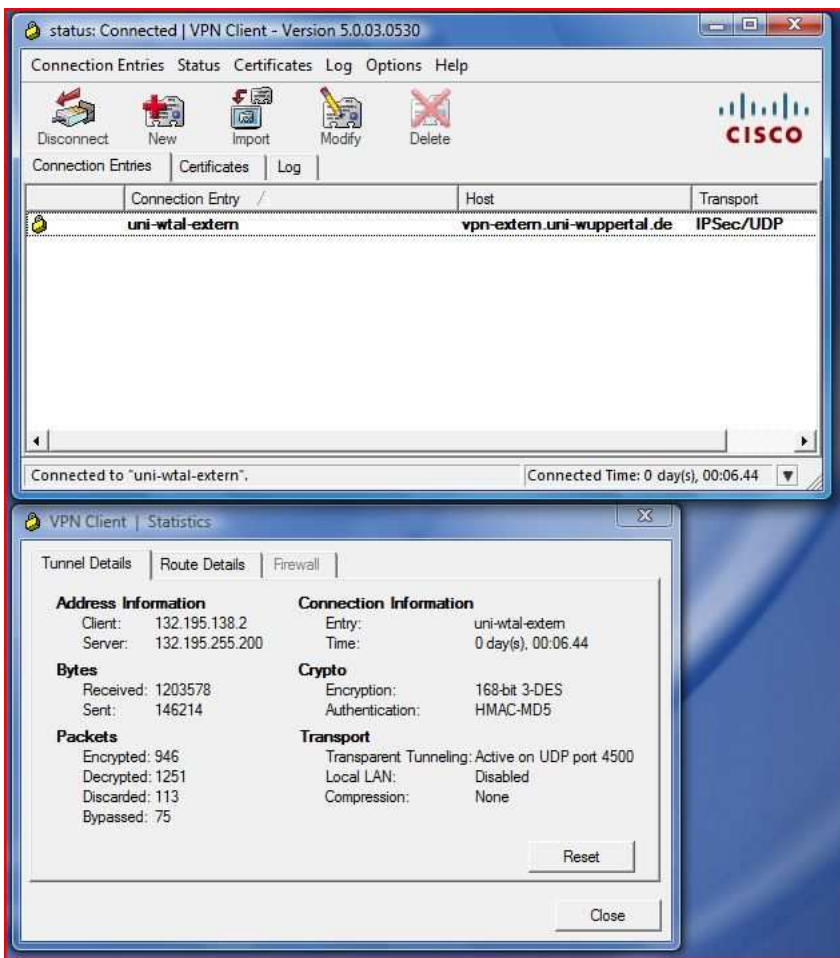 status: Connected | VPN Client - Version 5.0.03.0530
Connection Entries Status Certificates Log Options Help
Disconnect New Import Modify Delete
CISCO
Connection Entries Certificates Log
Connection Entry Host Transport
uni-wtal-extern vpn-extern.uni-wuppertal.de IPSec/UDP
Connected to "uni-wtal-extern". Connected Time: 0 day(s), 00:06.44
VPN Client | Statistics
Tunnel Details Route Details Firewall
Address Information Connection Information
Client: 132.195.138.2 Entry: uni-wtal-extern
Server: 132.195.255.200 Time: 0 day(s), 00:06.44
Bytes Crypto
Received: 1203578 Encryption: 168-bit 3-DES
Sent: 146214 Authentication: HMAC-MD5
Packets Transport
Encrypted: 946 Transparent Tunneling: Active on UDP port 4500
Decrypted: 1251 Local LAN: Disabled
Discarded: 113 Compression: None
Bypassed: 75
Reset
Close